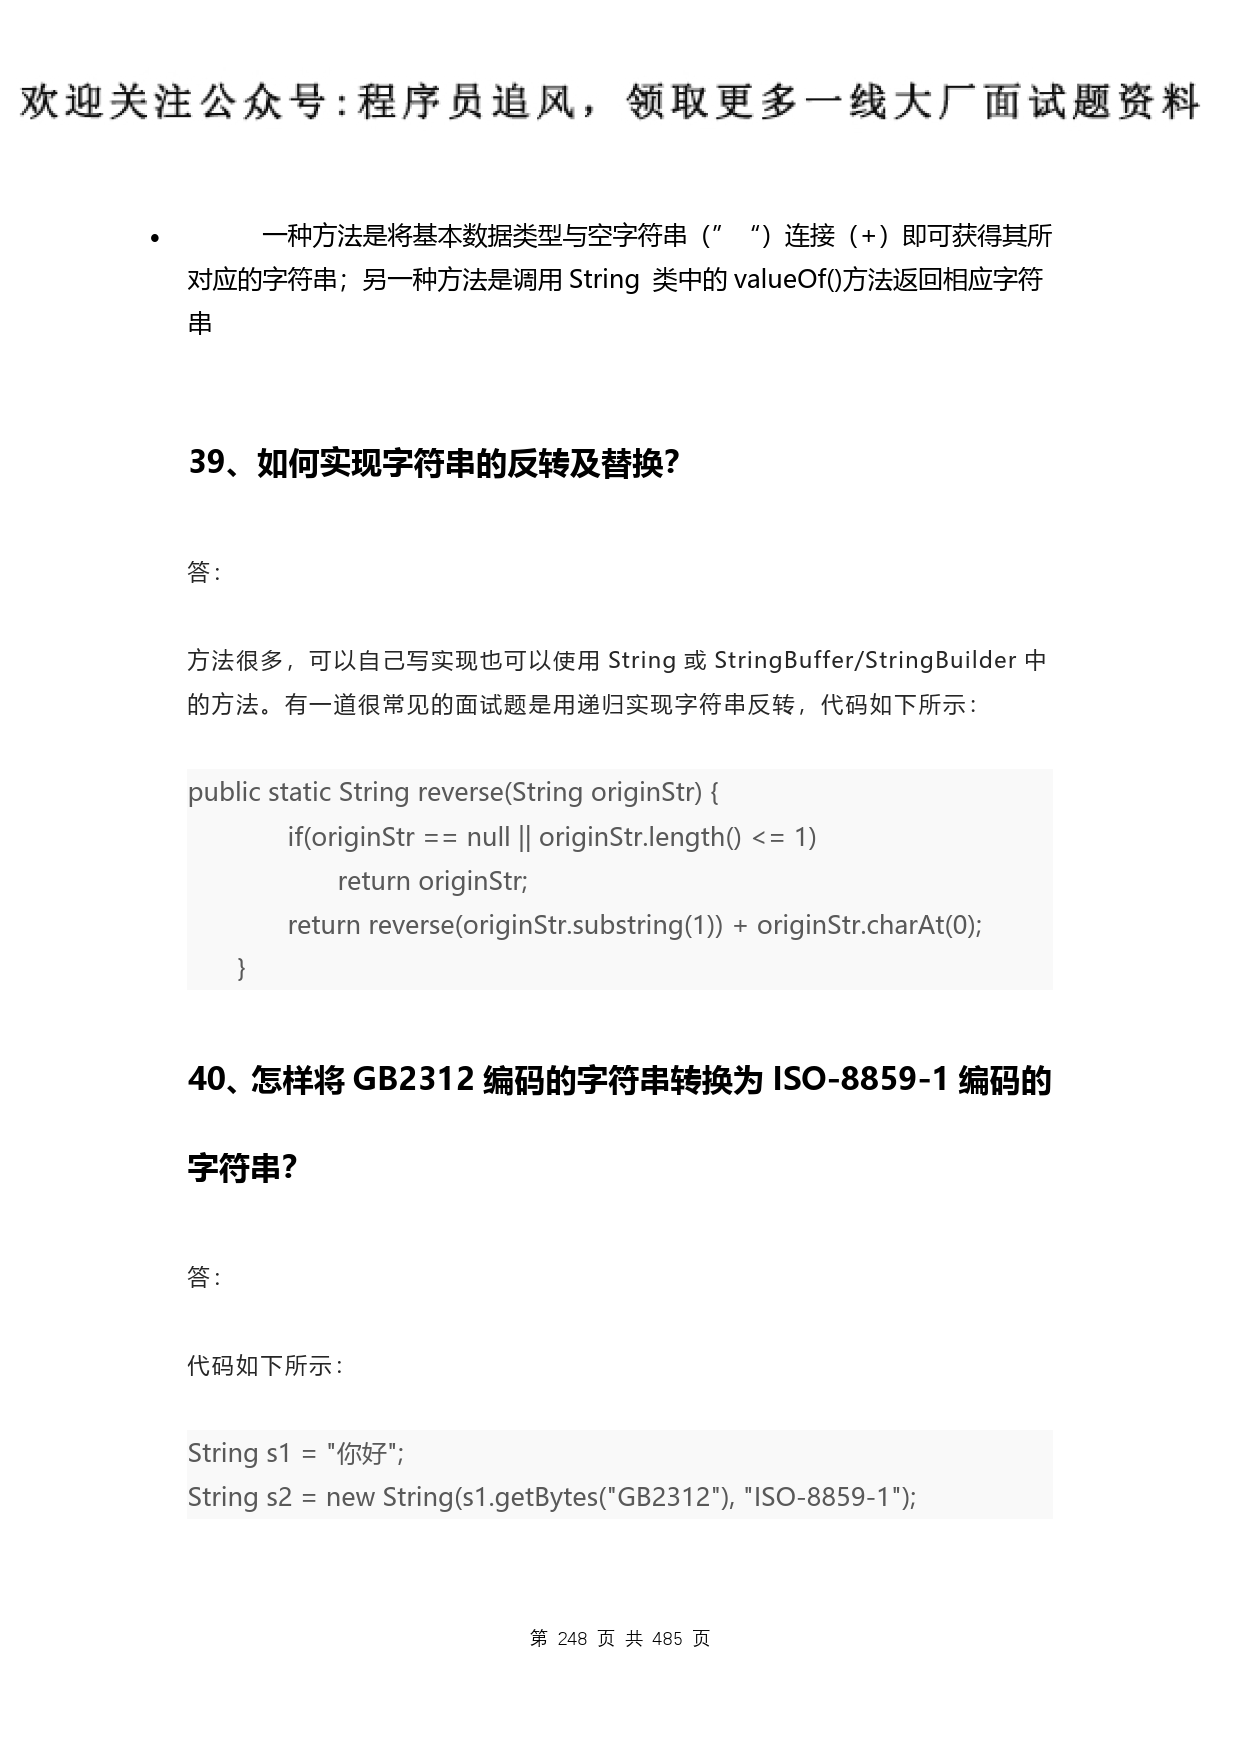 欢迎关注公众号:程序员追风，领取更多一线大厂面试题资料
• 一种方法是将基本数据类型与空字符串（”“）连接（+）即可获得其所
对应的字符串；另一种方法是调用 String 类中的 valueOf()方法返回相应字符
串
39、如何实现字符串的反转及替换？
答：
方法很多，可以自己写实现也可以使用 String 或 StringBuffer/StringBuilder 中
的方法。有一道很常见的面试题是用递归实现字符串反转，代码如下所示：
public static String reverse(String originStr) {
if(originStr == null || originStr.length() <= 1)
return originStr;
return reverse(originStr.substring(1)) + originStr.charAt(0);
}
40、怎样将 GB2312 编码的字符串转换为 ISO-8859-1 编码的
字符串？
答：
代码如下所示：
String s1 = "你好";
String s2 = new String(s1.getBytes("GB2312"), "ISO-8859-1");
第 248 页 共 485 页